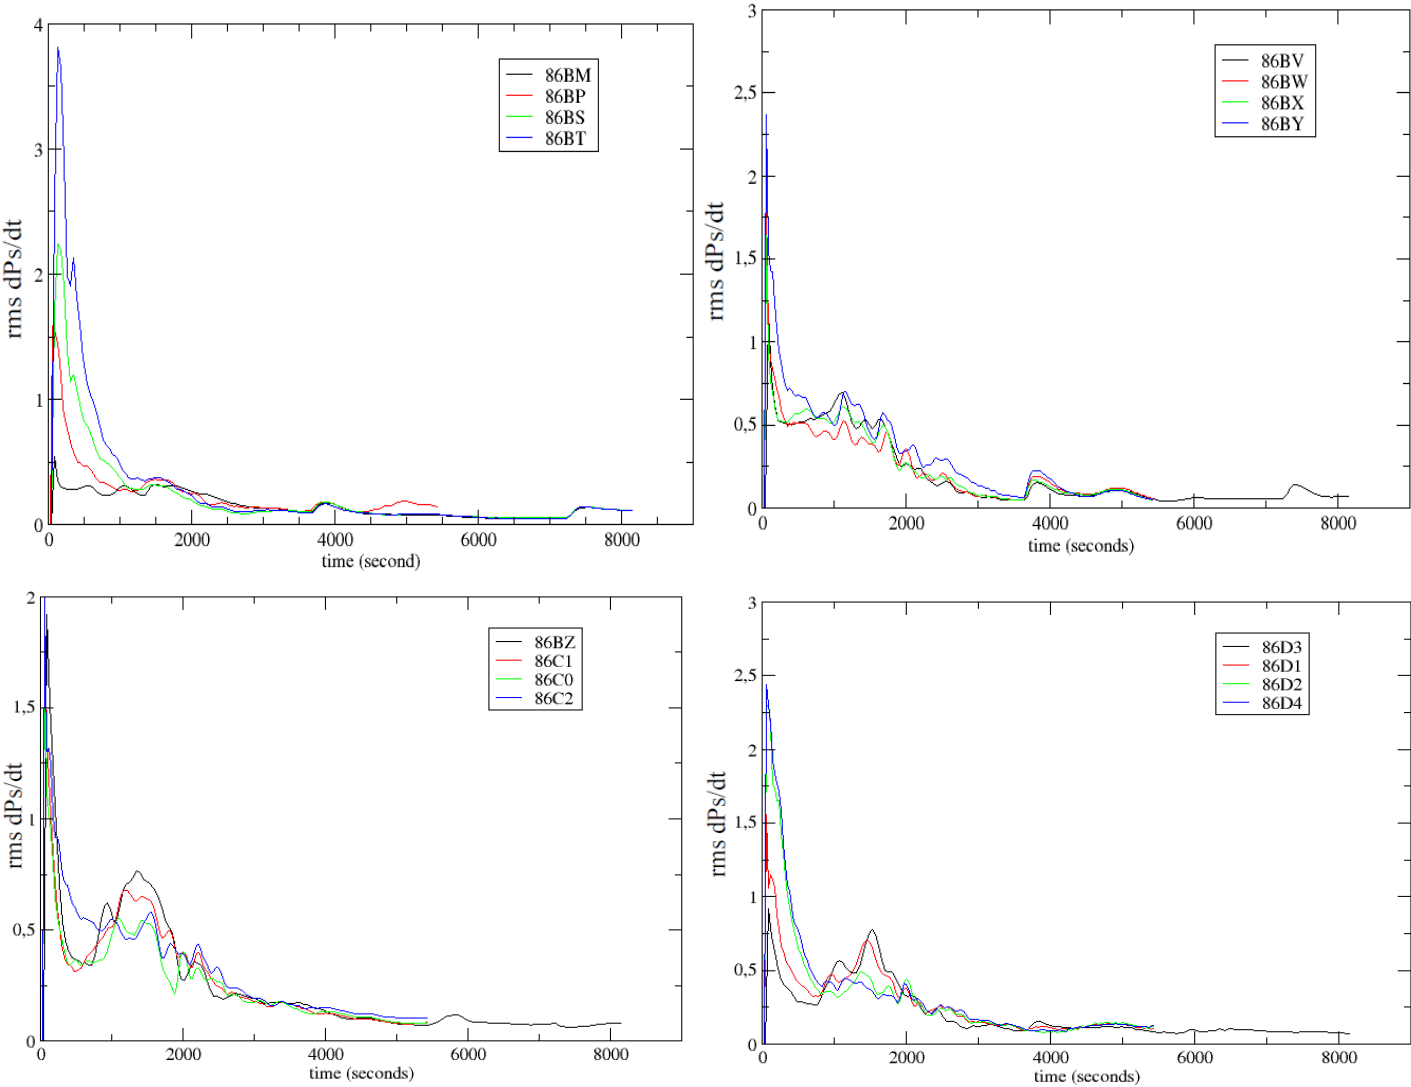 4
3
2
1
0
rms dPs/dt
86BM
86BP
86BS
86BT
0 2000 4000 6000 8000
time (second)
3
2,5
2
1,5
1
0,5
0
rms dPs/dt
86BV
86BW
86BX
86BY
0 2000 4000 6000 8000
time (seconds)
2
1,5
1
0,5
0
rms dPs/dt
86BZ
86C1
86C0
86C2
0 2000 4000 6000 8000
time (seconds)
3
2,5
2
1,5
1
0,5
0
rms dPs/dt
86D3
86D1
86D2
86D4
0 2000 4000 6000 8000
time (seconds)